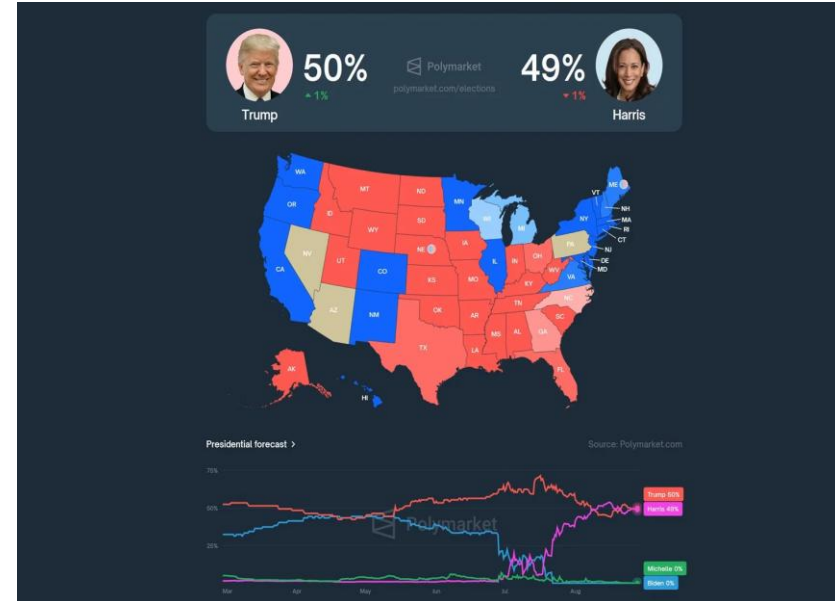 50%
▲ 1%
Trump
Polymarket
polymarket.com/elections
49%
▼ 1%
Harris
WA
OR
CA
NV
ID
MT
WY
UT
AZ
CO
NM
ND
SD
NE
KS
OK
TX
MN
IA
MO
AR
LA
WI
IL
MI
IN
OH
KY
TN
MS
AL
GA
FL
SC
NC
WV
VA
PA
NY
VT
ME
NH
MA
RI
CT
NJ
DE
MD
AK
HI
Presidential forecast >
Source: Polymarket.com
75%
50%
25%
Polymarket
Trump 50%
Harris 49%
Michelle 0%
Biden 0%
Mar Apr May Jun Jul Aug